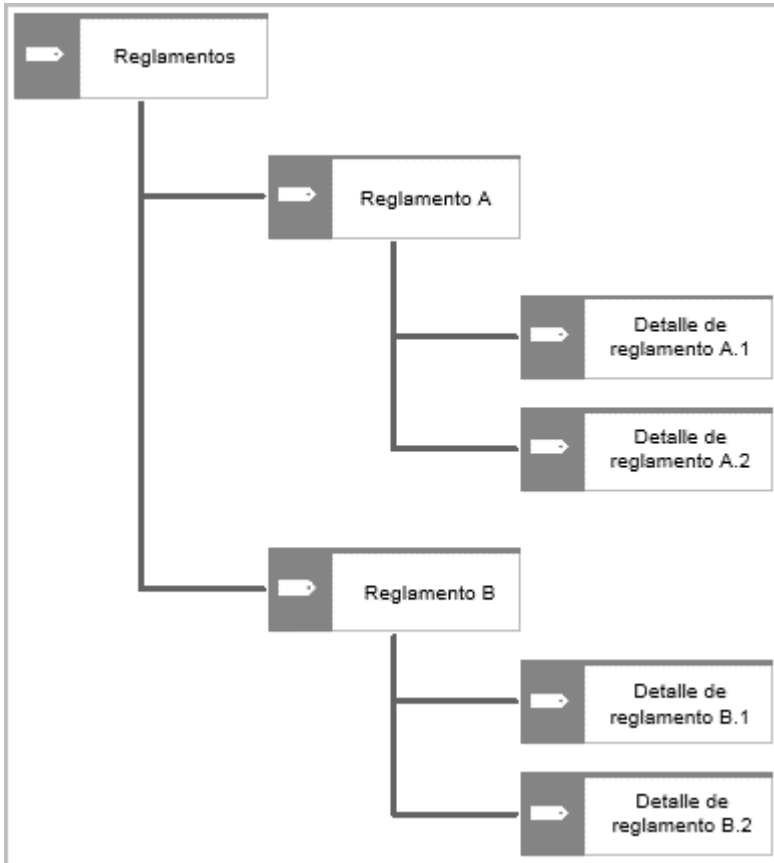 Reglamentos
Reglamento A
Detalle de
reglamento A.1
Detalle de
reglamento A.2
Reglamento B
Detalle de
reglamento B.1
Detalle de
reglamento B.2